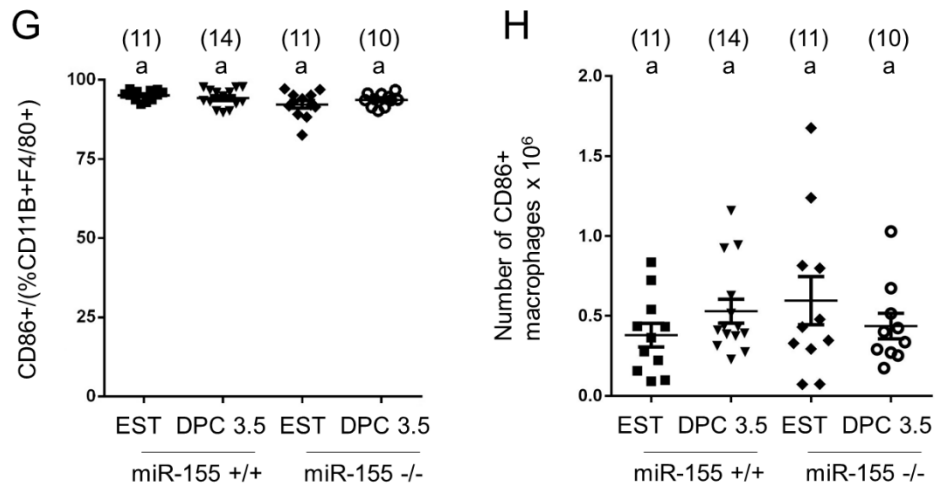 G
(11) (14) (11) (10)
a a a a
CD86+/(%CD11B+F4/80+)
100
75
50
25
0
EST DPC 3.5 EST DPC 3.5
miR-155 +/+ miR-155 -/-
H
(11) (14) (11) (10)
a a a a
Number of CD86+
macrophages x 10⁶
2.0
1.5
1.0
0.5
0.0
EST DPC 3.5 EST DPC 3.5
miR-155 +/+ miR-155 -/-